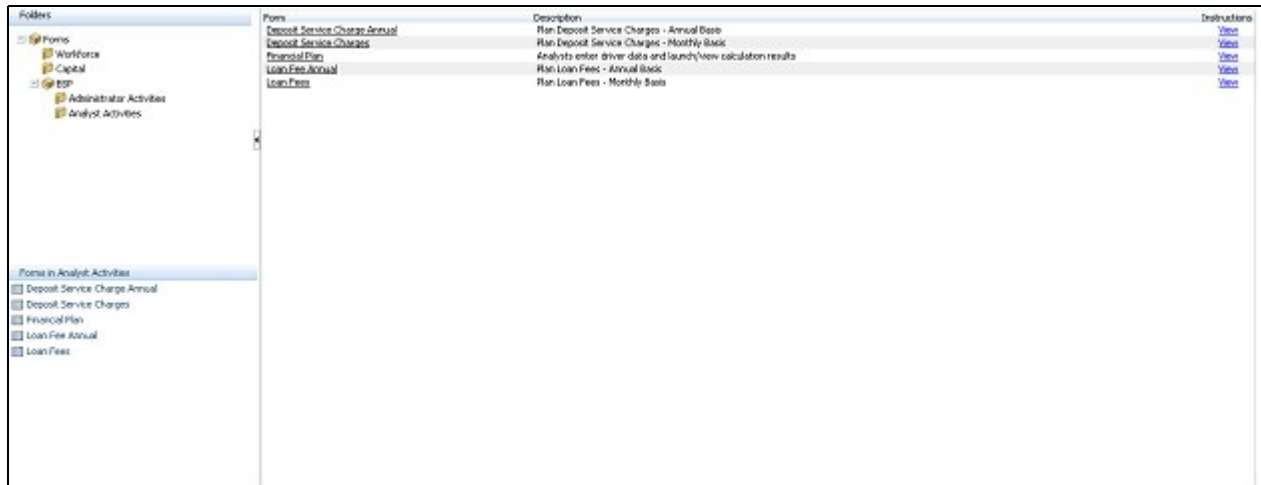 Folders
Forms
Workforce
Capital
BSP
Administrator Activities
Analyst Activities
Forms in Analyst Activities
Deposit Service Charge Annual
Deposit Service Charges
Financial Plan
Loan Fee Annual
Loan Fees
Form Description Instructions
Deposit Service Charge Annual Plan Deposit Service Charges - Annual Basis View
Deposit Service Charges Plan Deposit Service Charges - Monthly Basis View
Financial Plan Analysts enter driver data and launch/view calculation results View
Loan Fee Annual Plan Loan Fees - Annual Basis View
Loan Fees Plan Loan Fees - Monthly Basis View